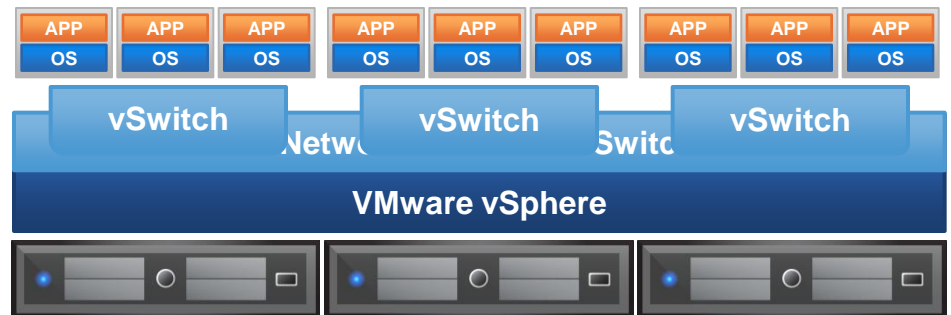 APP APP APP APP APP APP APP APP APP
OS OS OS OS OS OS OS OS OS
vSwitch vSwitch vSwitch
VMware vSphere